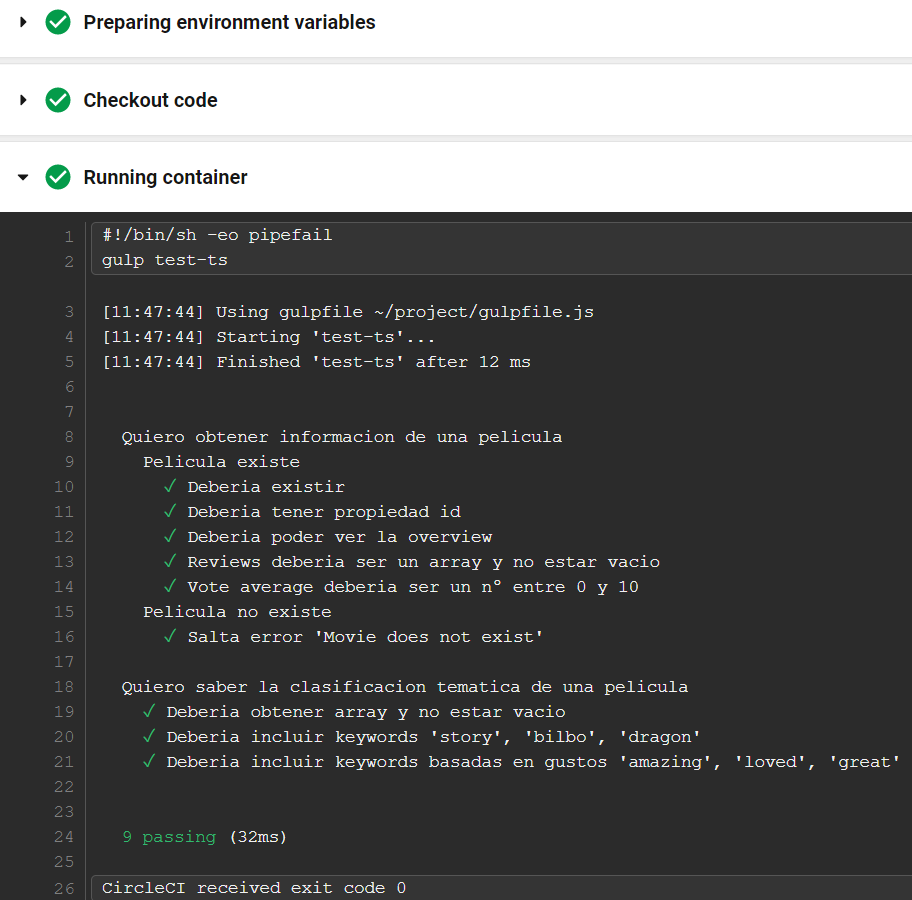 Preparing environment variables
Checkout code
Running container
1 #!/bin/sh -eo pipefail
2 gulp test-ts
3 [11:47:44] Using gulpfile ~/project/gulpfile.js
4 [11:47:44] Starting 'test-ts'...
5 [11:47:44] Finished 'test-ts' after 12 ms
6
7
8 Quiero obtener informacion de una pelicula
9 Pelicula existe
10 ✓ Deberia existir
11 ✓ Deberia tener propiedad id
12 ✓ Deberia poder ver la overview
13 ✓ Reviews deberia ser un array y no estar vacio
14 ✓ Vote average deberia ser un nº entre 0 y 10
15 Pelicula no existe
16 ✓ Salta error 'Movie does not exist'
17
18 Quiero saber la clasificacion tematica de una pelicula
19 ✓ Deberia obtener array y no estar vacio
20 ✓ Deberia incluir keywords 'story', 'bilbo', 'dragon'
21 ✓ Deberia incluir keywords basadas en gustos 'amazing', 'loved', 'great'
22
23
24 9 passing (32ms)
25
26 CircleCI received exit code 0